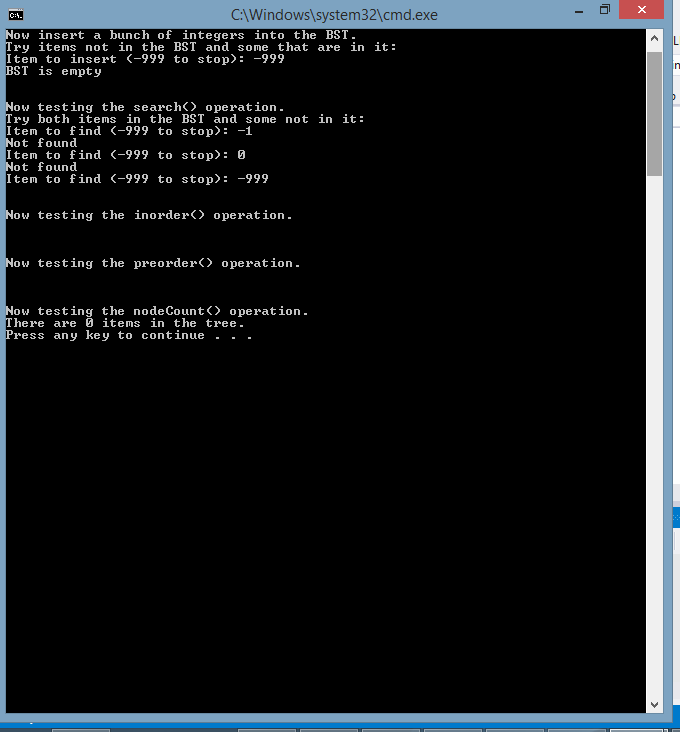 C:\Windows\system32\cmd.exe
Now insert a bunch of integers into the BST.
Try items not in the BST and some that are in it:
Item to insert (-999 to stop): -999
BST is empty
Now testing the search() operation.
Try both items in the BST and some not in it:
Item to find (-999 to stop): -1
Not found
Item to find (-999 to stop): 0
Not found
Item to find (-999 to stop): -999
Now testing the inorder() operation.
Now testing the preorder() operation.
Now testing the nodeCount() operation.
There are 0 items in the tree.
Press any key to continue . . .